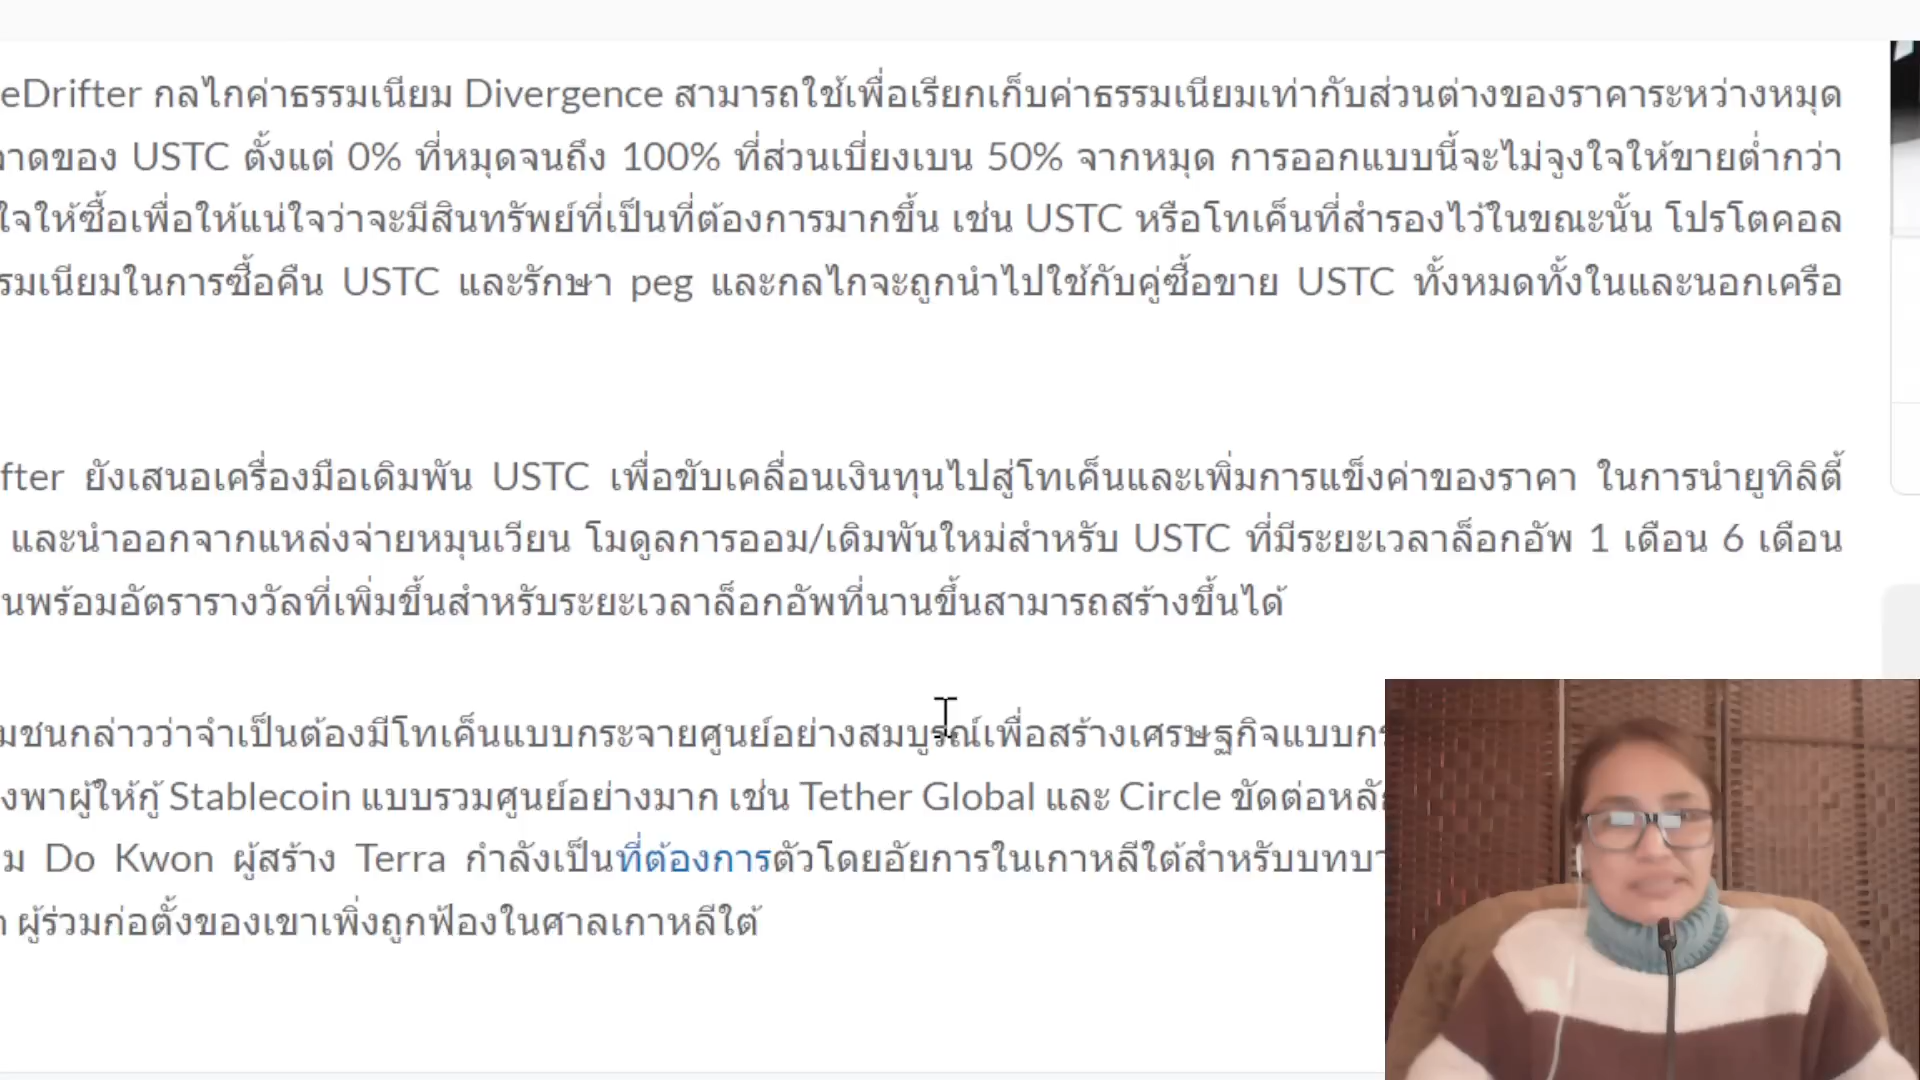 eDrifter กลไกค่าธรรมเนียม Divergence สามารถใช้เพื่อเรียกเก็บค่าธรรมเนียมเท่ากับส่วนต่างของราคาระหว่างหมุด
าดของ USTC ตั้งแต่ 0% ที่หมุดจนถึง 100% ที่ส่วนเบี่ยงเบน 50% จากหมุด การออกแบบนี้จะไม่จูงใจให้ขายต่ำกว่า
ใจให้ซื้อเพื่อให้แน่ใจว่าจะมีสินทรัพย์ที่เป็นที่ต้องการมากขึ้น เช่น USTC หรือโทเค็นที่สำรองไว้ในขณะนั้น โปรโตคอล
รมเนียมในการซื้อคืน USTC และรักษา peg และกลไกจะถูกนำไปใช้กับคู่ซื้อขาย USTC ทั้งหมดทั้งในและนอกเครือ
fter ยังเสนอเครื่องมือเดิมพัน USTC เพื่อขับเคลื่อนเงินทุนไปสู่โทเค็นและเพิ่มการแข็งค่าของราคา ในการนำยูทิลิตี้
และนำออกจากแหล่งจ่ายหมุนเวียน โมดูลการออม/เดิมพันใหม่สำหรับ USTC ที่มีระยะเวลาล็อกอัพ 1 เดือน 6 เดือน
นพร้อมอัตรารางวัลที่เพิ่มขึ้นสำหรับระยะเวลาล็อกอัพที่นานขึ้นสามารถสร้างขึ้นได้
มชนกล่าวว่าจำเป็นต้องมีโทเค็นแบบกระจายศูนย์อย่างสมบูรณ์เพื่อสร้างเศรษฐกิจแบบกร
งพาผู้ให้กู้ Stablecoin แบบรวมศูนย์อย่างมาก เช่น Tether Global และ Circle ขัดต่อหลั
ม Do Kwon ผู้สร้าง Terra กำลังเป็นที่ต้องการตัวโดยอัยการในเกาหลีใต้สำหรับบทบา
ผู้ร่วมก่อตั้งของเขาเพิ่งถูกฟ้องในศาลเกาหลีใต้